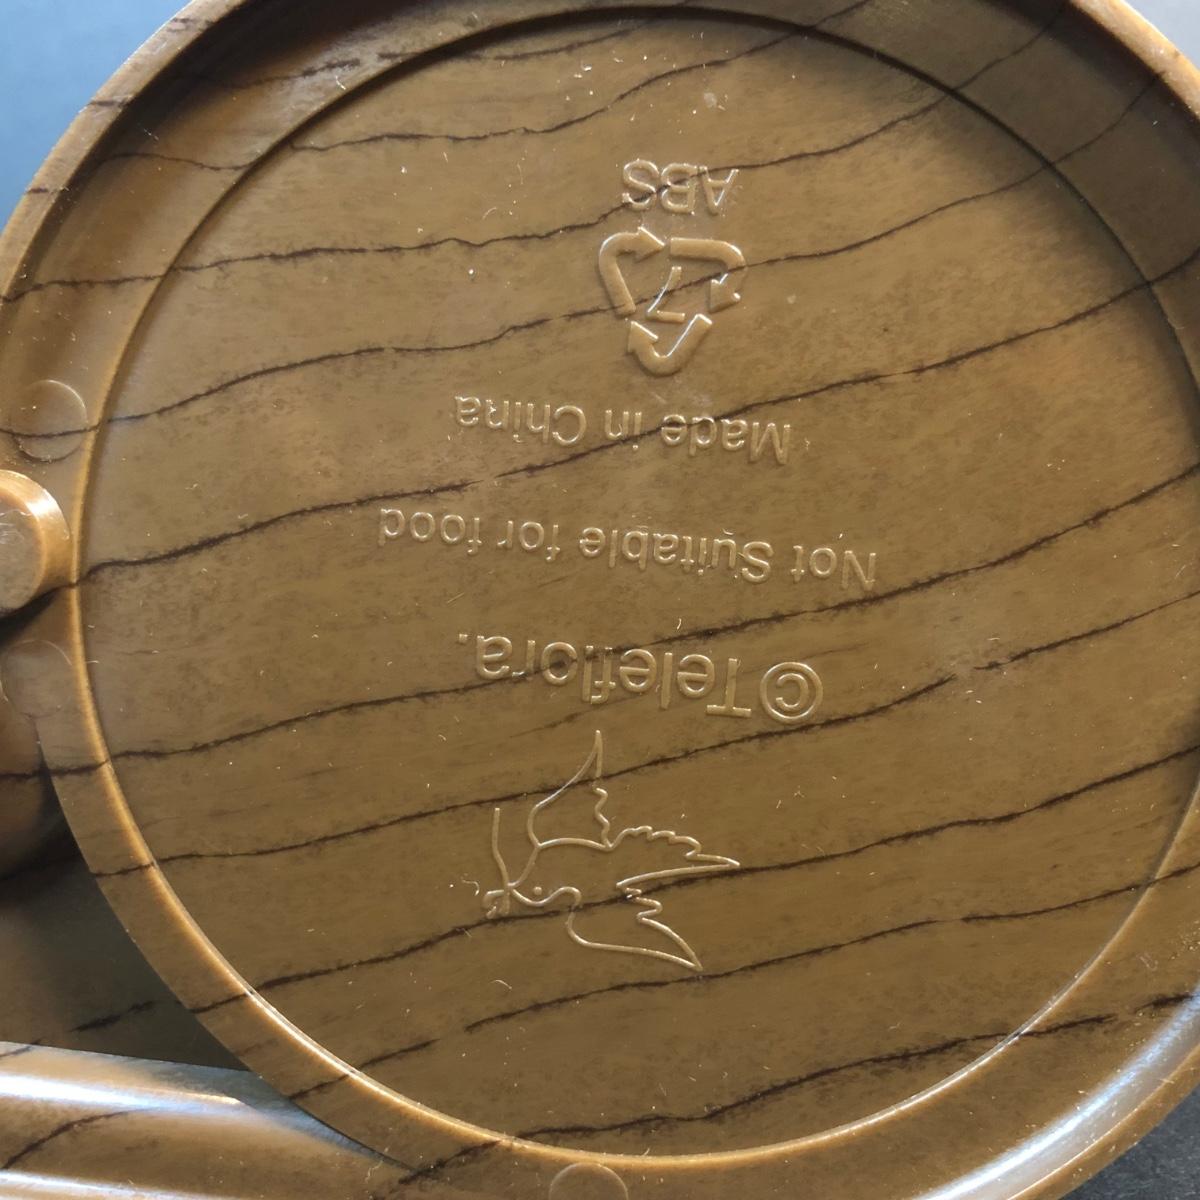 ©Teleflora.
Not Suitable for food
Made in China
7
ABS